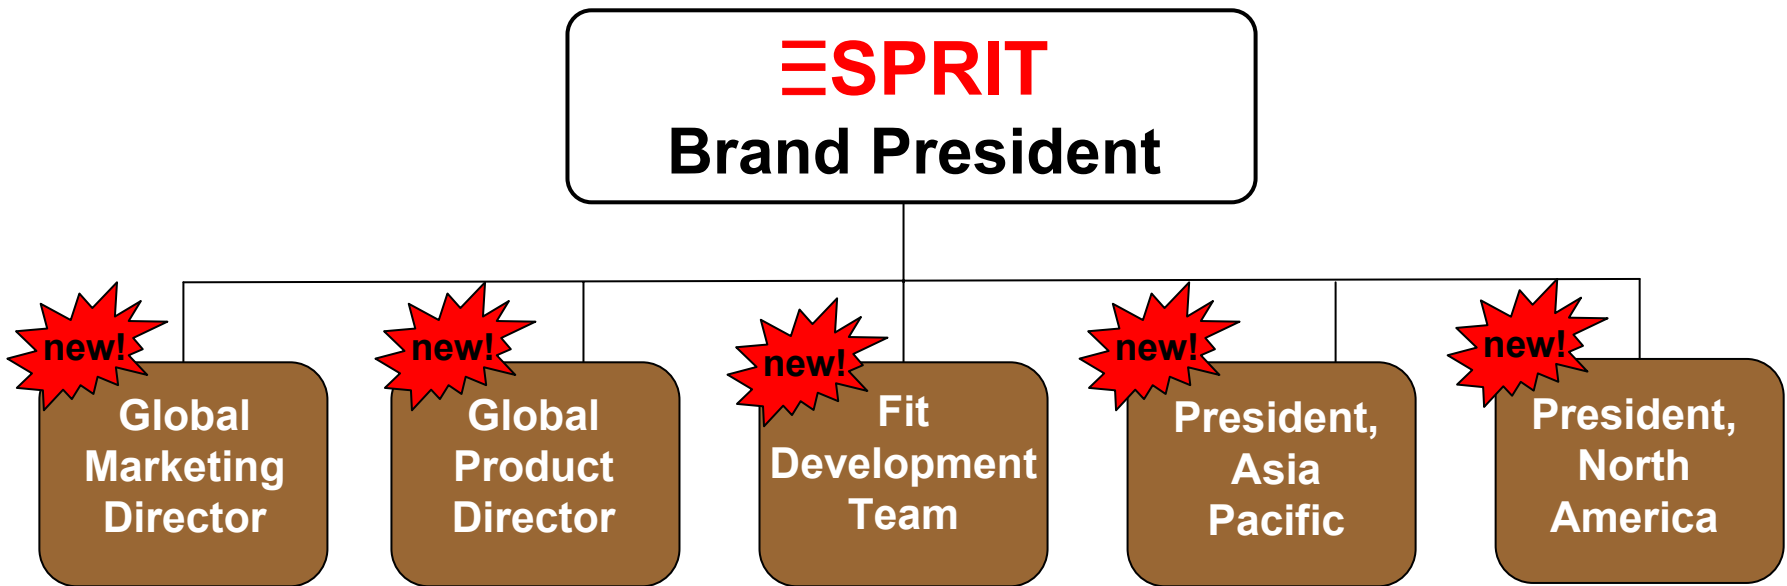 ESPRIT
Brand President
new!
new!
new!
new!
new!
Global
Marketing
Director
Global
Product
Director
Fit
Development
Team
President,
Asia
Pacific
President,
North
America